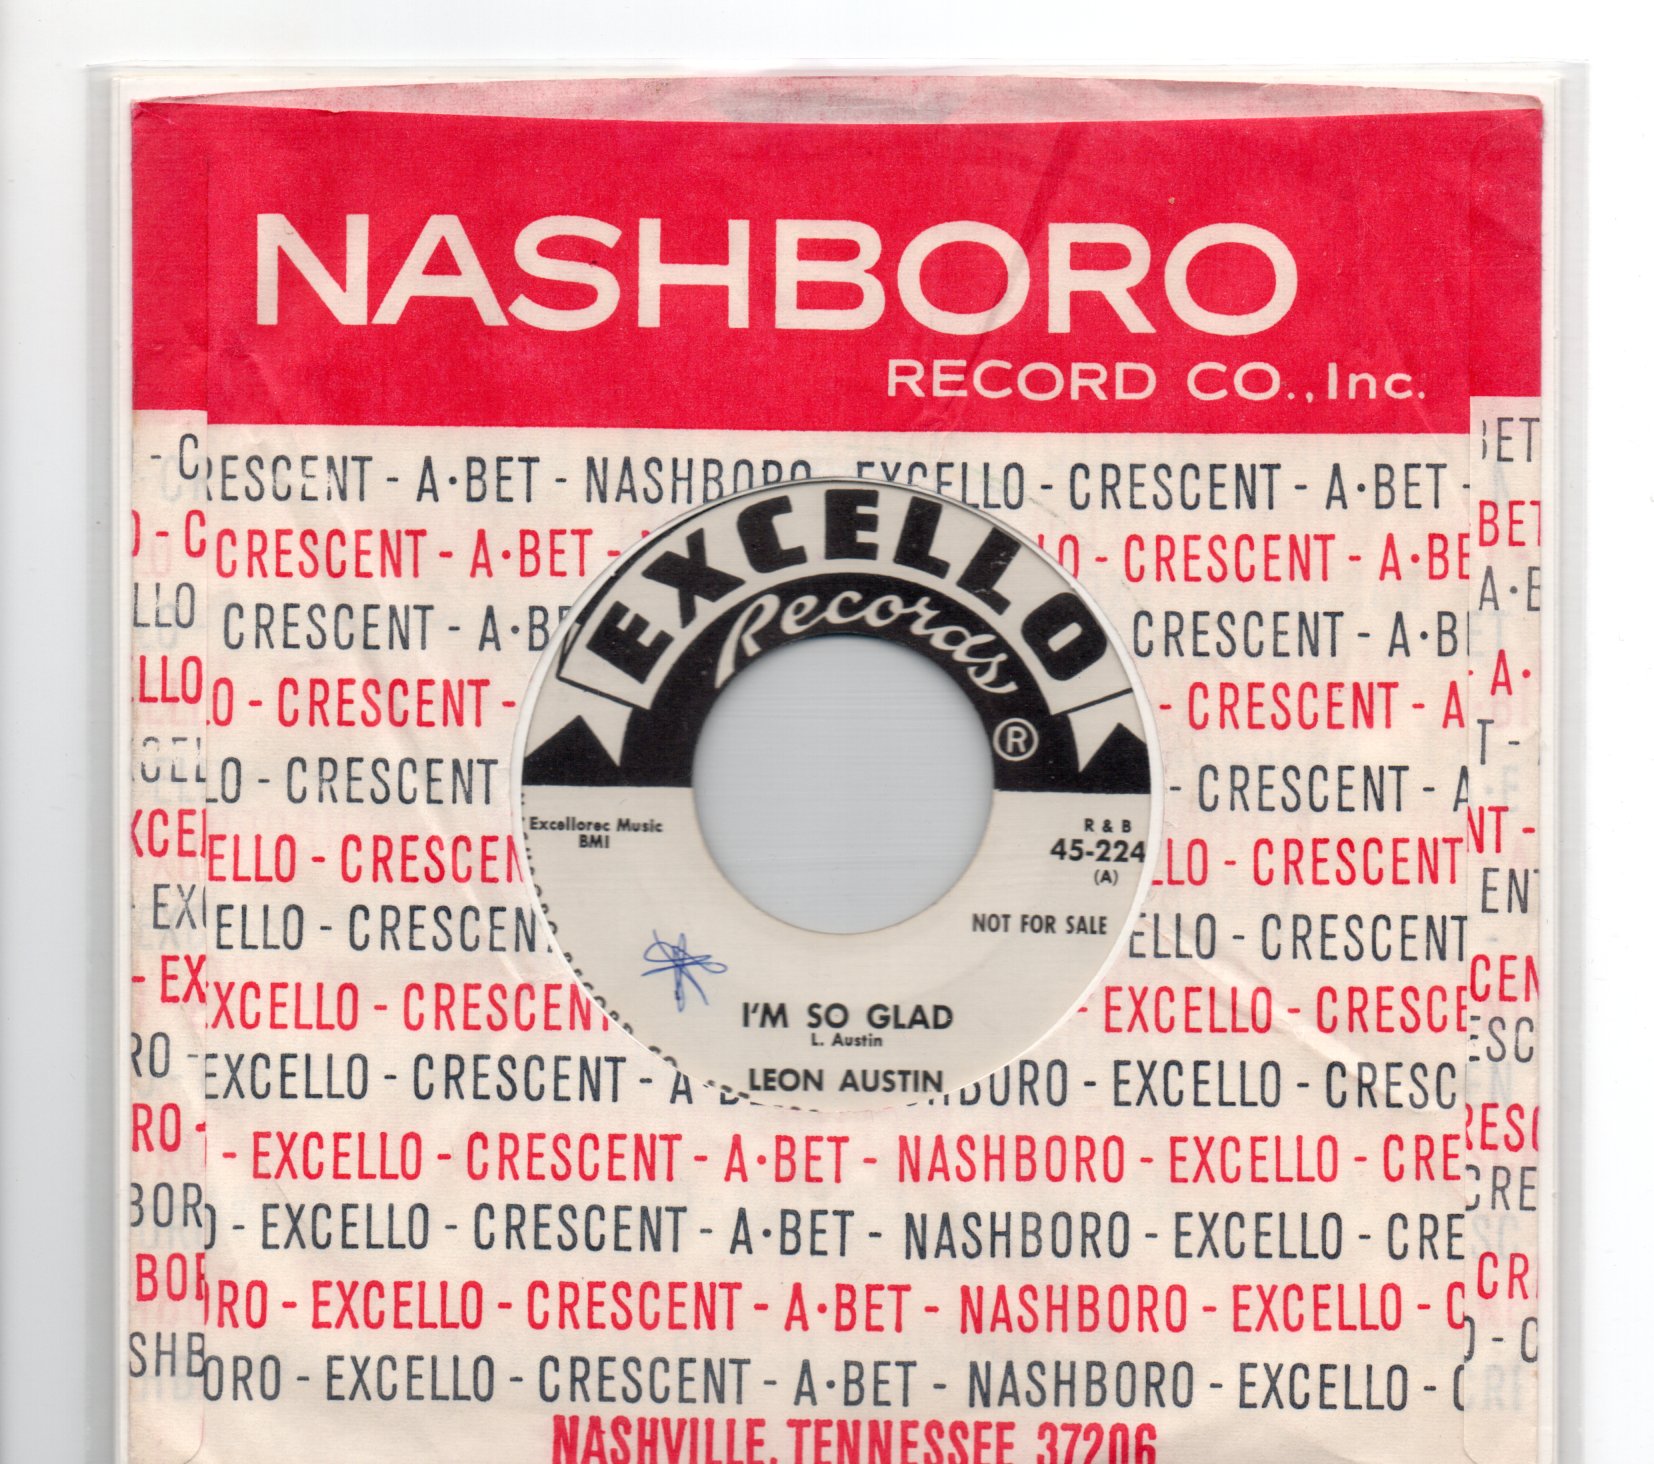 NASHBORO
RECORD CO., Inc.
- CRESCENT - A·BET - NASHBORO EXCELLO - CRESCENT - A·BET -
CRESCENT - A·BET - - CRESCENT - A·BE
CRESCENT - A·B CRESCENT - A·B
O - CRESCENT - - CRESCENT - A
LO - CRESCENT - CRESCENT - A
ELLO - CRESCEN LO - CRESCENT
ELLO - CRESCEN ELLO - CRESCENT
XCELLO - CRESCEN - EXCELLO - CRESCE
EXCELLO - CRESCENT - A BORO - EXCELLO - CRESC
- EXCELLO - CRESCENT - A·BET - NASHBORO - EXCELLO - CRE
- EXCELLO - CRESCENT - A·BET - NASHBORO - EXCELLO - CRE
RO - EXCELLO - CRESCENT - A·BET - NASHBORO - EXCELLO - C
ORO - EXCELLO - CRESCENT - A·BET - NASHBORO - EXCELLO -
NASHVILLE, TENNESSEE 37206
EXCELLO
Records
®
Excellorec Music
BMI
R & B
45-224
(A)
NOT FOR SALE
I'M SO GLAD
L. Austin
LEON AUSTIN